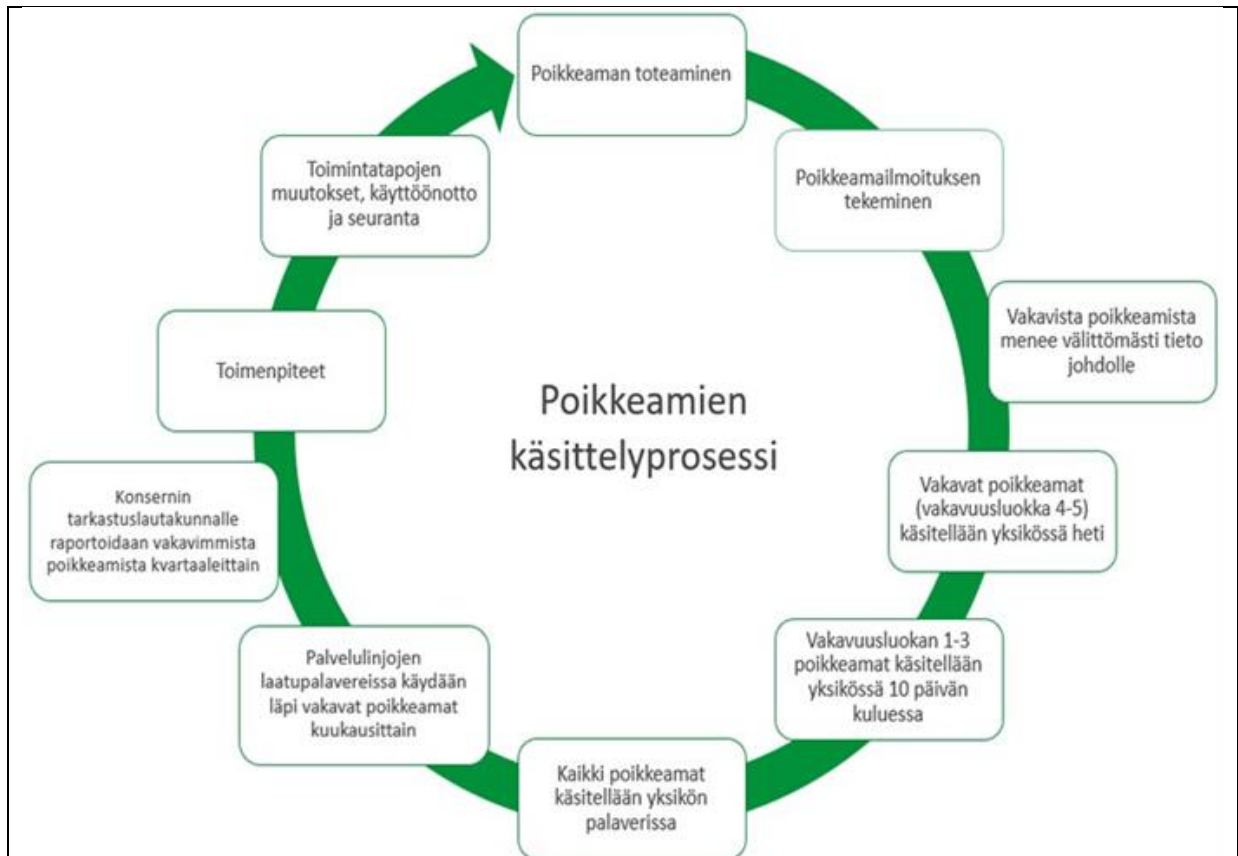 Poikkeamien
käsittelyprosessi
Poikkeaman toteaminen
Poikkeamailmoituksen
tekeminen
Vakavista poikkeamista
menee välittömästi tieto
johdolle
Vakavat poikkeamat
(vakavuusluokka 4-5)
käsitellään yksikössä heti
Vakavuusluokan 1-3
poikkeamat käsitellään
yksikössä 10 päivän
kuluessa
Kaikki poikkeamat
käsitellään yksikön
palaverissa
Palvelulinjojen
laatupalavereissa käydään
läpi vakavat poikkeamat
kuukausittain
Konsernin
tarkastuslautakunnalle
raportoidaan vakavimmista
poikkeamista kvartaaleittain
Toimenpiteet
Toimintatapojen
muutokset, käyttöönotto
ja seuranta